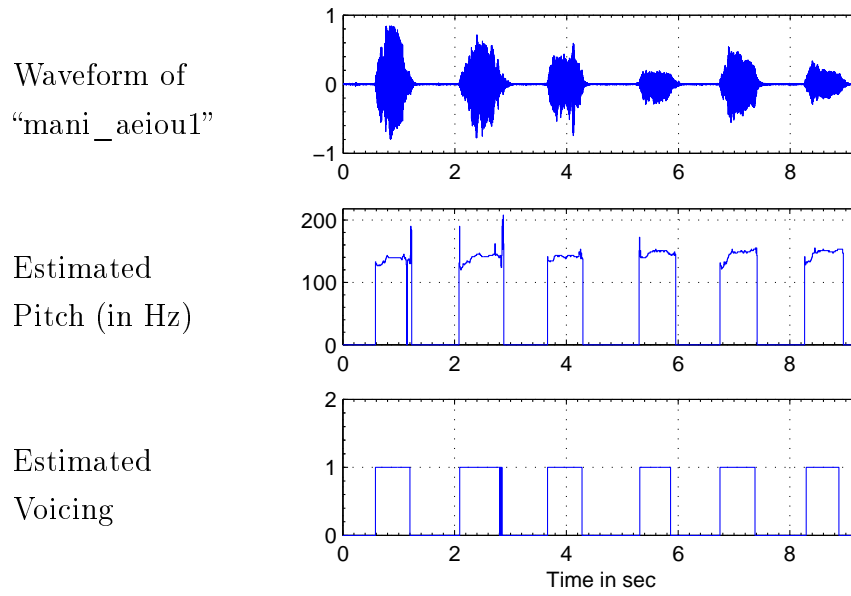 Waveform of
“mani_aeiou1”
1
0
−1
0 2 4 6 8
Estimated
Pitch (in Hz)
200
100
0
0 2 4 6 8
Estimated
Voicing
2
1
0
0 2 4 6 8
Time in sec